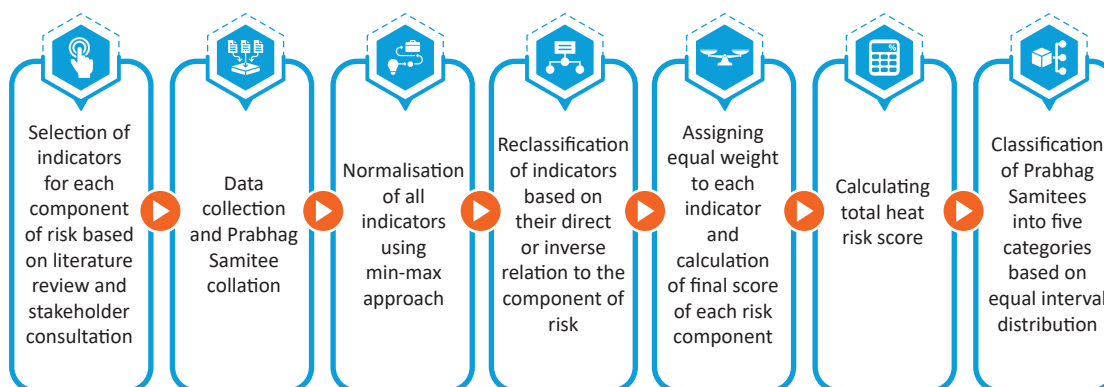 Selection of
indicators
for each
component
of risk based
on literature
review and
stakeholder
consultation
Data
collection
and Prabhag
Samitee
collation
Normalisation
of all
indicators
using
min-max
approach
Reclassification
of indicators
based on
their direct
or inverse
relation to the
component of
risk
Assigning
equal weight
to each
indicator
and
calculation
of final score
of each risk
component
%
Calculating
total heat
risk score
Classification
of Prabhag
Samitees
into five
categories
based on
equal interval
distribution